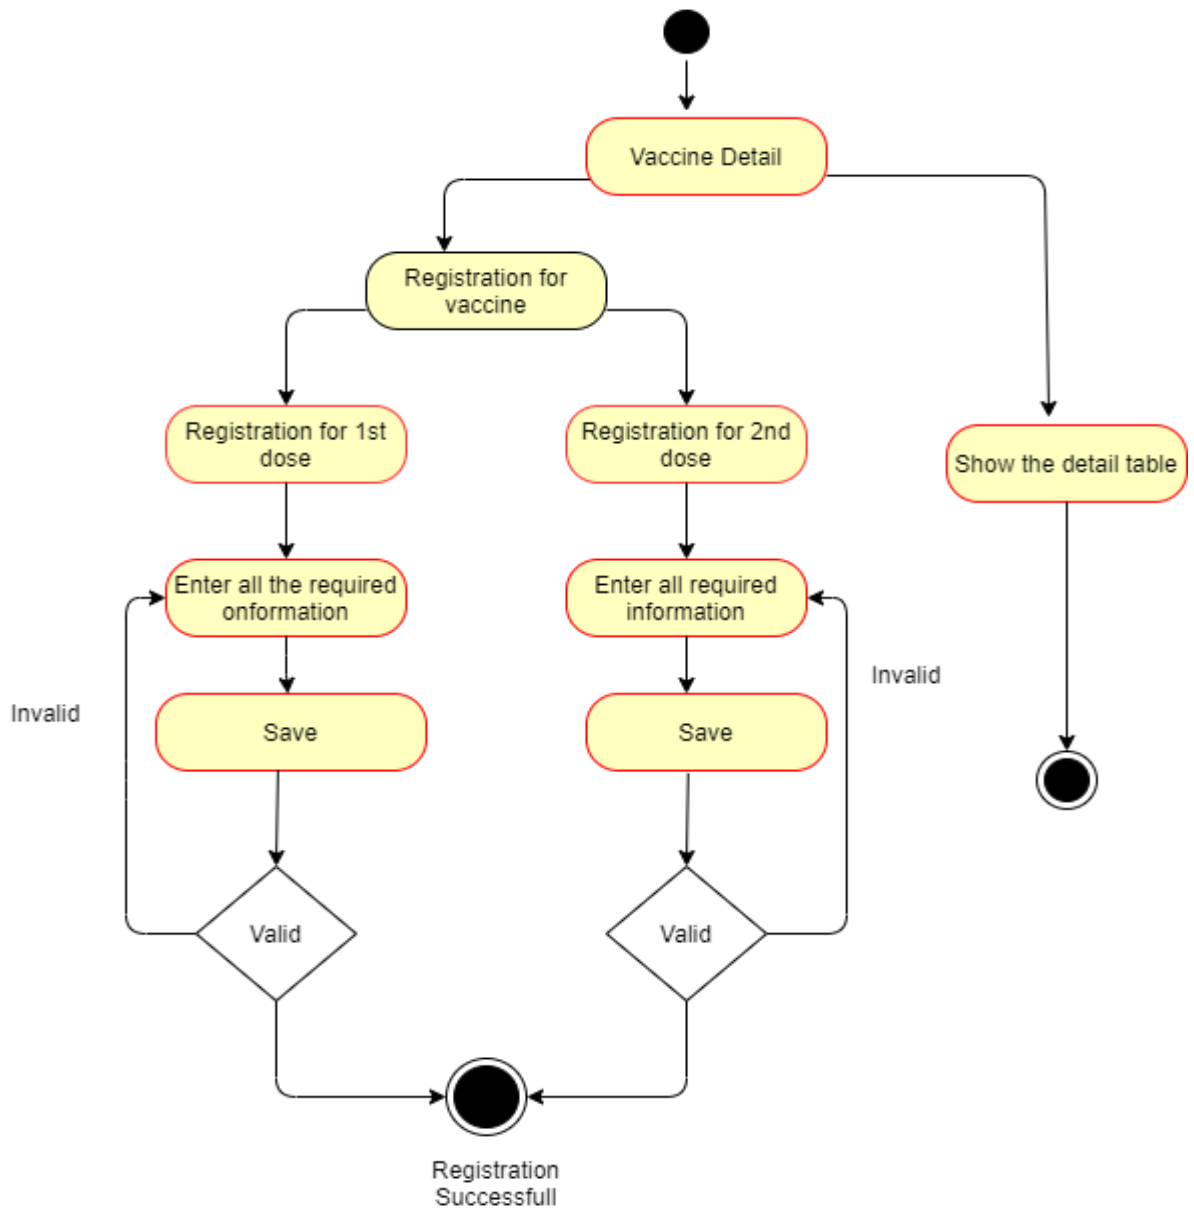 Vaccine Detail
Registration for
vaccine
Registration for 1st
dose
Registration for 2nd
dose
Show the detail table
Enter all the required
onformation
Enter all required
information
Invalid
Invalid
Save
Save
Valid
Valid
Registration
Successfull